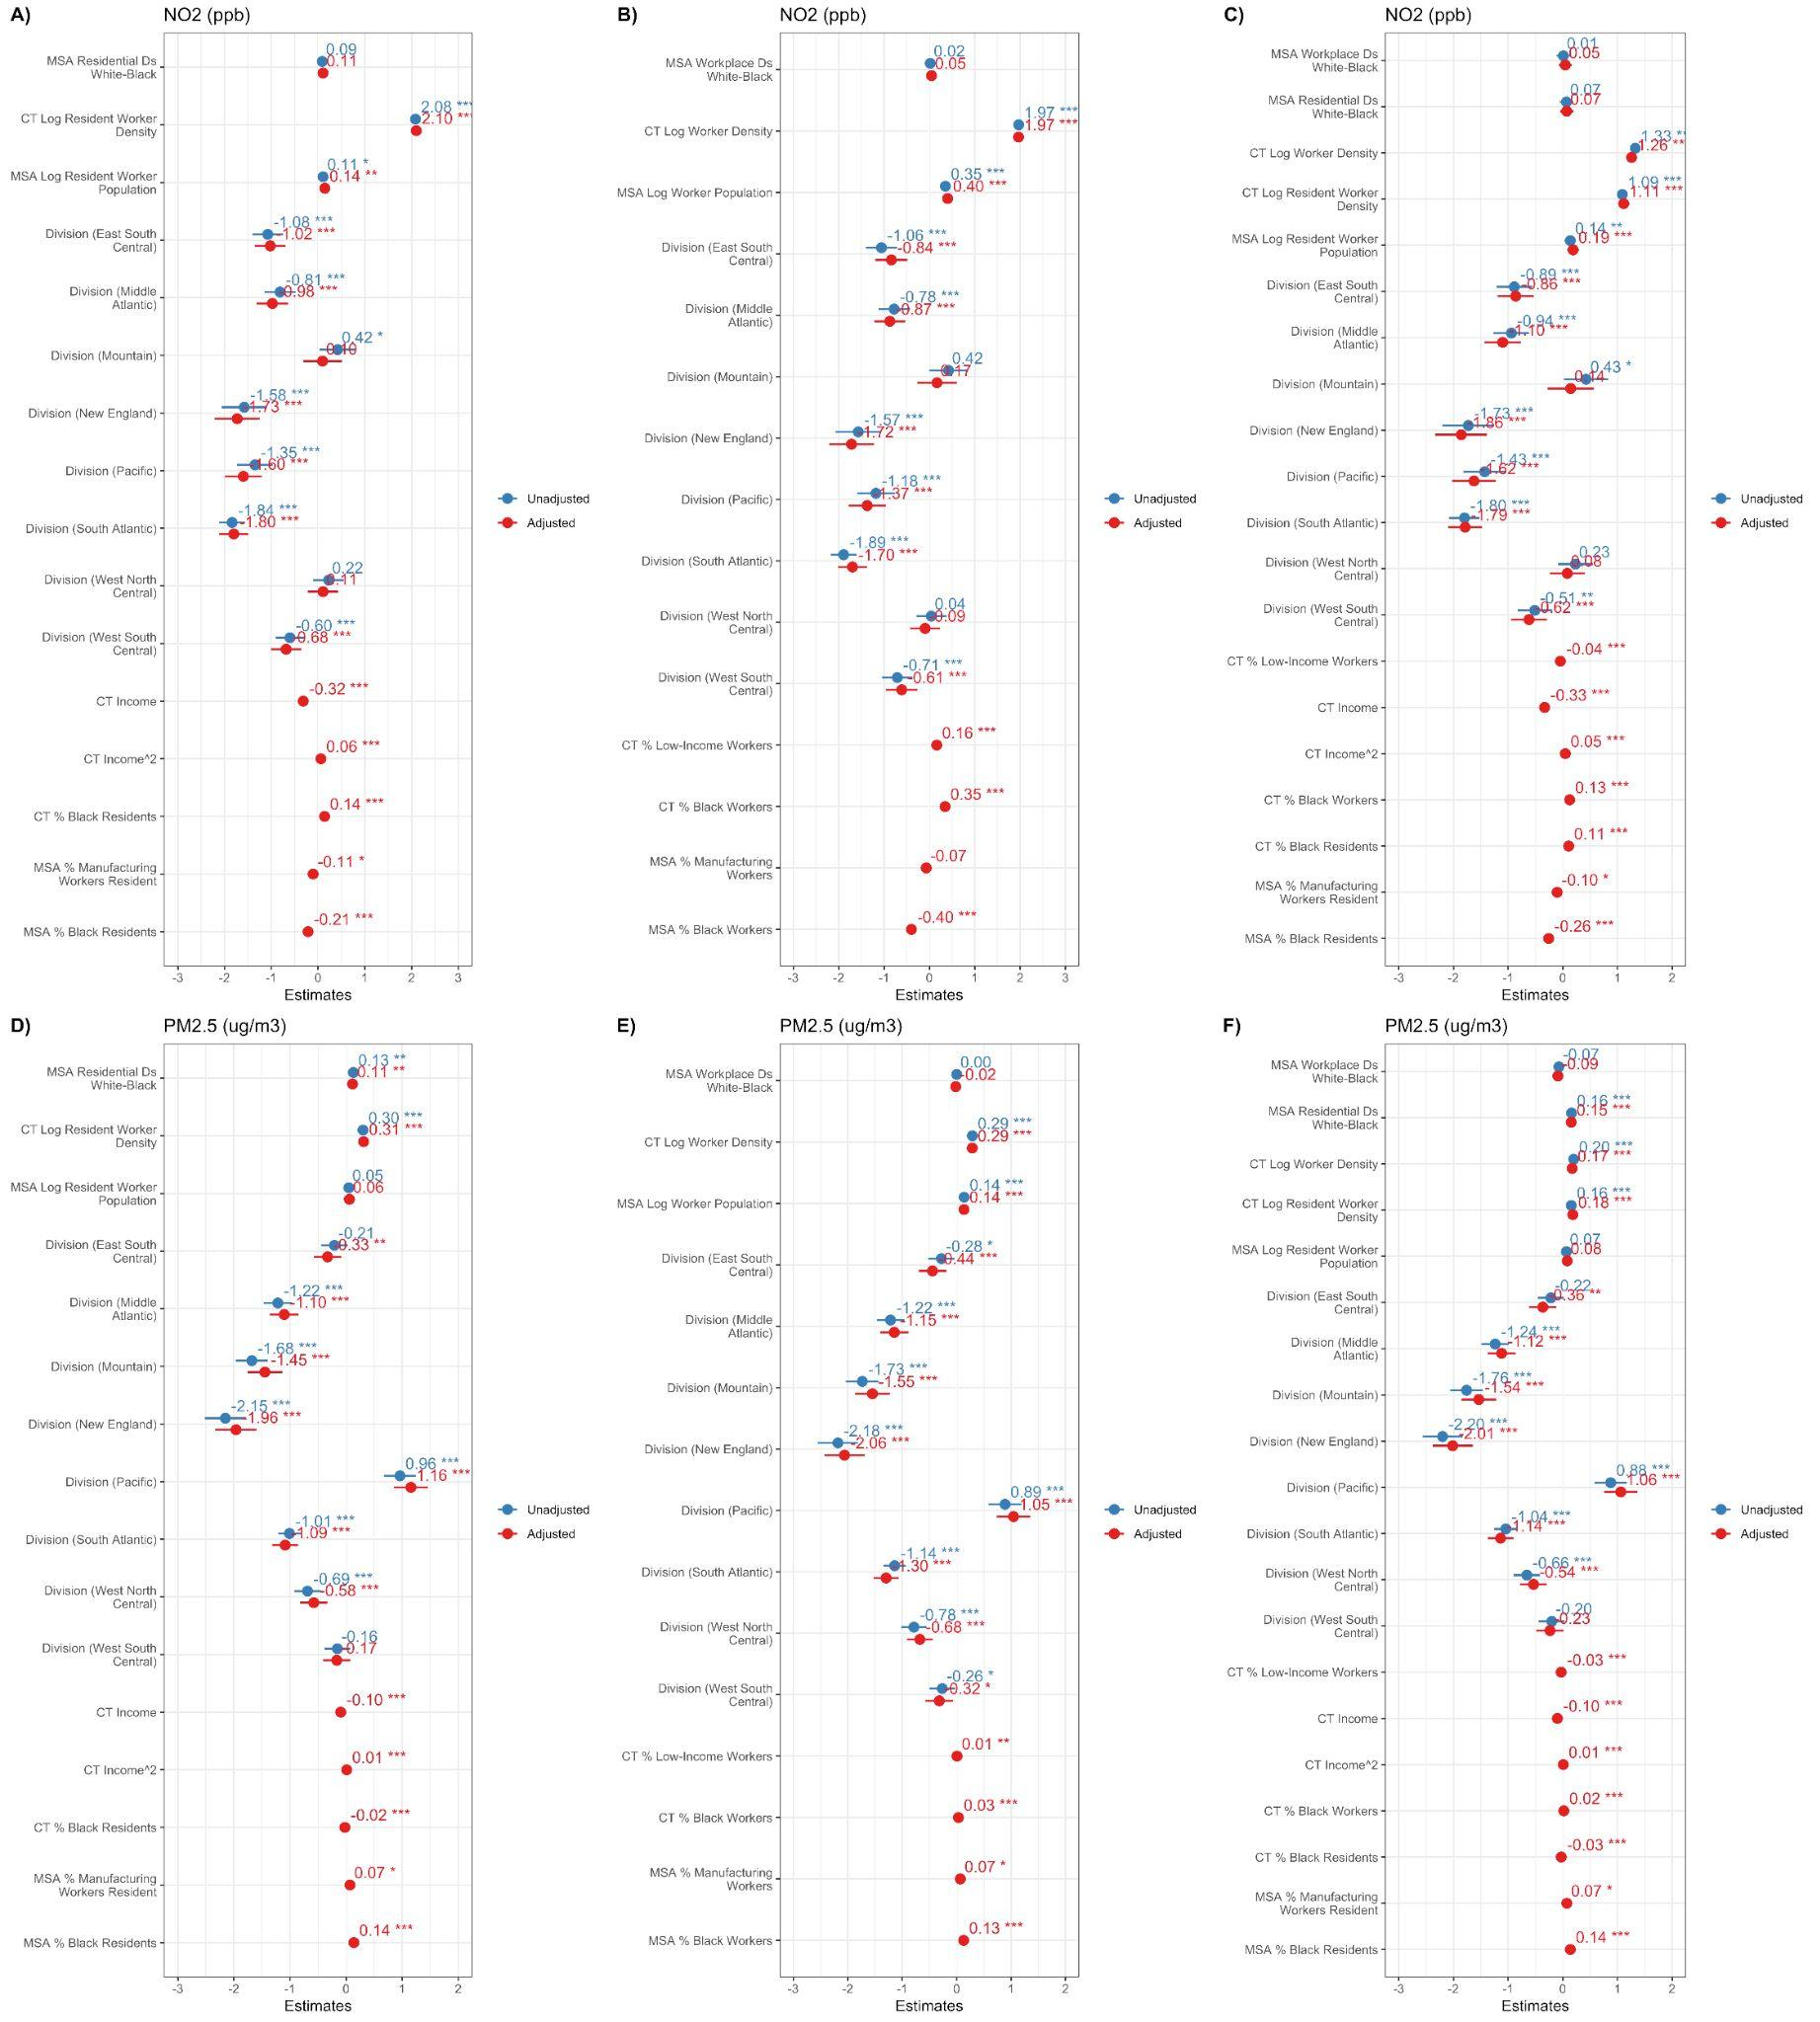 A)
NO2 (ppb)
MSA Residential Ds
White-Black
0.09
0.11
CT Log Resident Worker
Density
2.08 ***
2.10 ***
MSA Log Resident Worker
Population
0.11 *
0.14 **
Division (East South
Central)
-1.08 ***
-1.02 ***
Division (Middle
Atlantic)
-0.81 ***
-0.98 ***
Division (Mountain)
0.42 *
0.10
Division (New England)
-1.58 ***
-1.73 ***
Division (Pacific)
-1.35 ***
-1.60 ***
Division (South Atlantic)
-1.84 ***
-1.80 ***
Division (West North
Central)
0.22
0.11
Division (West South
Central)
-0.60 ***
-0.68 ***
CT Income
-0.32 ***
CT Income^2
0.06 ***
CT % Black Residents
0.14 ***
MSA % Manufacturing
Workers Resident
-0.11 *
MSA % Black Residents
-0.21 ***
-3 -2 -1 0 1 2 3
Estimates
Unadjusted
Adjusted
B)
NO2 (ppb)
MSA Workplace Ds
White-Black
0.02
0.05
CT Log Worker Density
1.97 ***
1.97 ***
MSA Log Worker Population
0.35 ***
0.40 ***
Division (East South
Central)
-1.06 ***
-0.84 ***
Division (Middle
Atlantic)
-0.78 ***
-0.87 ***
Division (Mountain)
0.42
0.17
Division (New England)
-1.57 ***
-1.72 ***
Division (Pacific)
-1.18 ***
-1.37 ***
Division (South Atlantic)
-1.89 ***
-1.70 ***
Division (West North
Central)
0.04
-0.09
Division (West South
Central)
-0.71 ***
-0.61 ***
CT % Low-Income Workers
0.16 ***
CT % Black Workers
0.35 ***
MSA % Manufacturing
Workers
-0.07
MSA % Black Workers
-0.40 ***
-3 -2 -1 0 1 2 3
Estimates
Unadjusted
Adjusted
C)
NO2 (ppb)
MSA Workplace Ds
White-Black
0.01
0.05
MSA Residential Ds
White-Black
0.07
0.07
CT Log Worker Density
1.33 **
1.26 **
CT Log Resident Worker
Density
1.09 ***
1.11 ***
MSA Log Resident Worker
Population
0.14 **
0.19 ***
Division (East South
Central)
-0.89 ***
-0.86 ***
Division (Middle
Atlantic)
-0.94 ***
-1.10 ***
Division (Mountain)
0.43 *
0.14
Division (New England)
-1.73 ***
-1.86 ***
Division (Pacific)
-1.43 ***
-1.62 ***
Division (South Atlantic)
-1.80 ***
-1.79 ***
Division (West North
Central)
0.23
0.08
Division (West South
Central)
-0.51 **
-0.62 ***
CT % Low-Income Workers
-0.04 ***
CT Income
-0.33 ***
CT Income^2
0.05 ***
CT % Black Workers
0.13 ***
CT % Black Residents
0.11 ***
MSA % Manufacturing
Workers Resident
-0.10 *
MSA % Black Residents
-0.26 ***
-3 -2 -1 0 1 2
Estimates
Unadjusted
Adjusted
D)
PM2.5 (ug/m3)
MSA Residential Ds
White-Black
0.13 **
0.11 **
CT Log Resident Worker
Density
0.30 ***
0.31 ***
MSA Log Resident Worker
Population
0.05
0.06
Division (East South
Central)
-0.21
-0.33 **
Division (Middle
Atlantic)
-1.22 ***
-1.10 ***
Division (Mountain)
-1.68 ***
-1.45 ***
Division (New England)
-2.15 ***
-1.96 ***
Division (Pacific)
0.96 ***
1.16 ***
Division (South Atlantic)
-1.01 ***
-1.09 ***
Division (West North
Central)
-0.69 ***
-0.58 ***
Division (West South
Central)
-0.16
-0.17
CT Income
-0.10 ***
CT Income^2
0.01 ***
CT % Black Residents
-0.02 ***
MSA % Manufacturing
Workers Resident
0.07 *
MSA % Black Residents
0.14 ***
-3 -2 -1 0 1 2
Estimates
Unadjusted
Adjusted
E)
PM2.5 (ug/m3)
MSA Workplace Ds
White-Black
0.00
-0.02
CT Log Worker Density
0.29 ***
0.29 ***
MSA Log Worker Population
0.14 ***
0.14 ***
Division (East South
Central)
-0.28 *
-0.44 ***
Division (Middle
Atlantic)
-1.22 ***
-1.15 ***
Division (Mountain)
-1.73 ***
-1.55 ***
Division (New England)
-2.18 ***
-2.06 ***
Division (Pacific)
0.89 ***
1.05 ***
Division (South Atlantic)
-1.14 ***
-1.30 ***
Division (West North
Central)
-0.78 ***
-0.68 ***
Division (West South
Central)
-0.26 *
-0.32 *
CT % Low-Income Workers
0.01 **
CT % Black Workers
0.03 ***
MSA % Manufacturing
Workers
0.07 *
MSA % Black Workers
0.13 ***
-3 -2 -1 0 1 2
Estimates
Unadjusted
Adjusted
F)
PM2.5 (ug/m3)
MSA Workplace Ds
White-Black
-0.07
-0.09
MSA Residential Ds
White-Black
0.16 ***
0.15 ***
CT Log Worker Density
0.20 ***
0.17 ***
CT Log Resident Worker
Density
0.16 ***
0.18 ***
MSA Log Resident Worker
Population
0.07
0.08
Division (East South
Central)
-0.22
-0.36 **
Division (Middle
Atlantic)
-1.24 ***
-1.12 ***
Division (Mountain)
-1.76 ***
-1.54 ***
Division (New England)
-2.20 ***
-2.01 ***
Division (Pacific)
0.88 ***
1.06 ***
Division (South Atlantic)
-1.04 ***
-1.14 ***
Division (West North
Central)
-0.66 ***
-0.54 ***
Division (West South
Central)
-0.20
-0.23
CT % Low-Income Workers
-0.03 ***
CT Income
-0.10 ***
CT Income^2
0.01 ***
CT % Black Workers
0.02 ***
CT % Black Residents
-0.03 ***
MSA % Manufacturing
Workers Resident
0.07 *
MSA % Black Residents
0.14 ***
-3 -2 -1 0 1 2
Estimates
Unadjusted
Adjusted